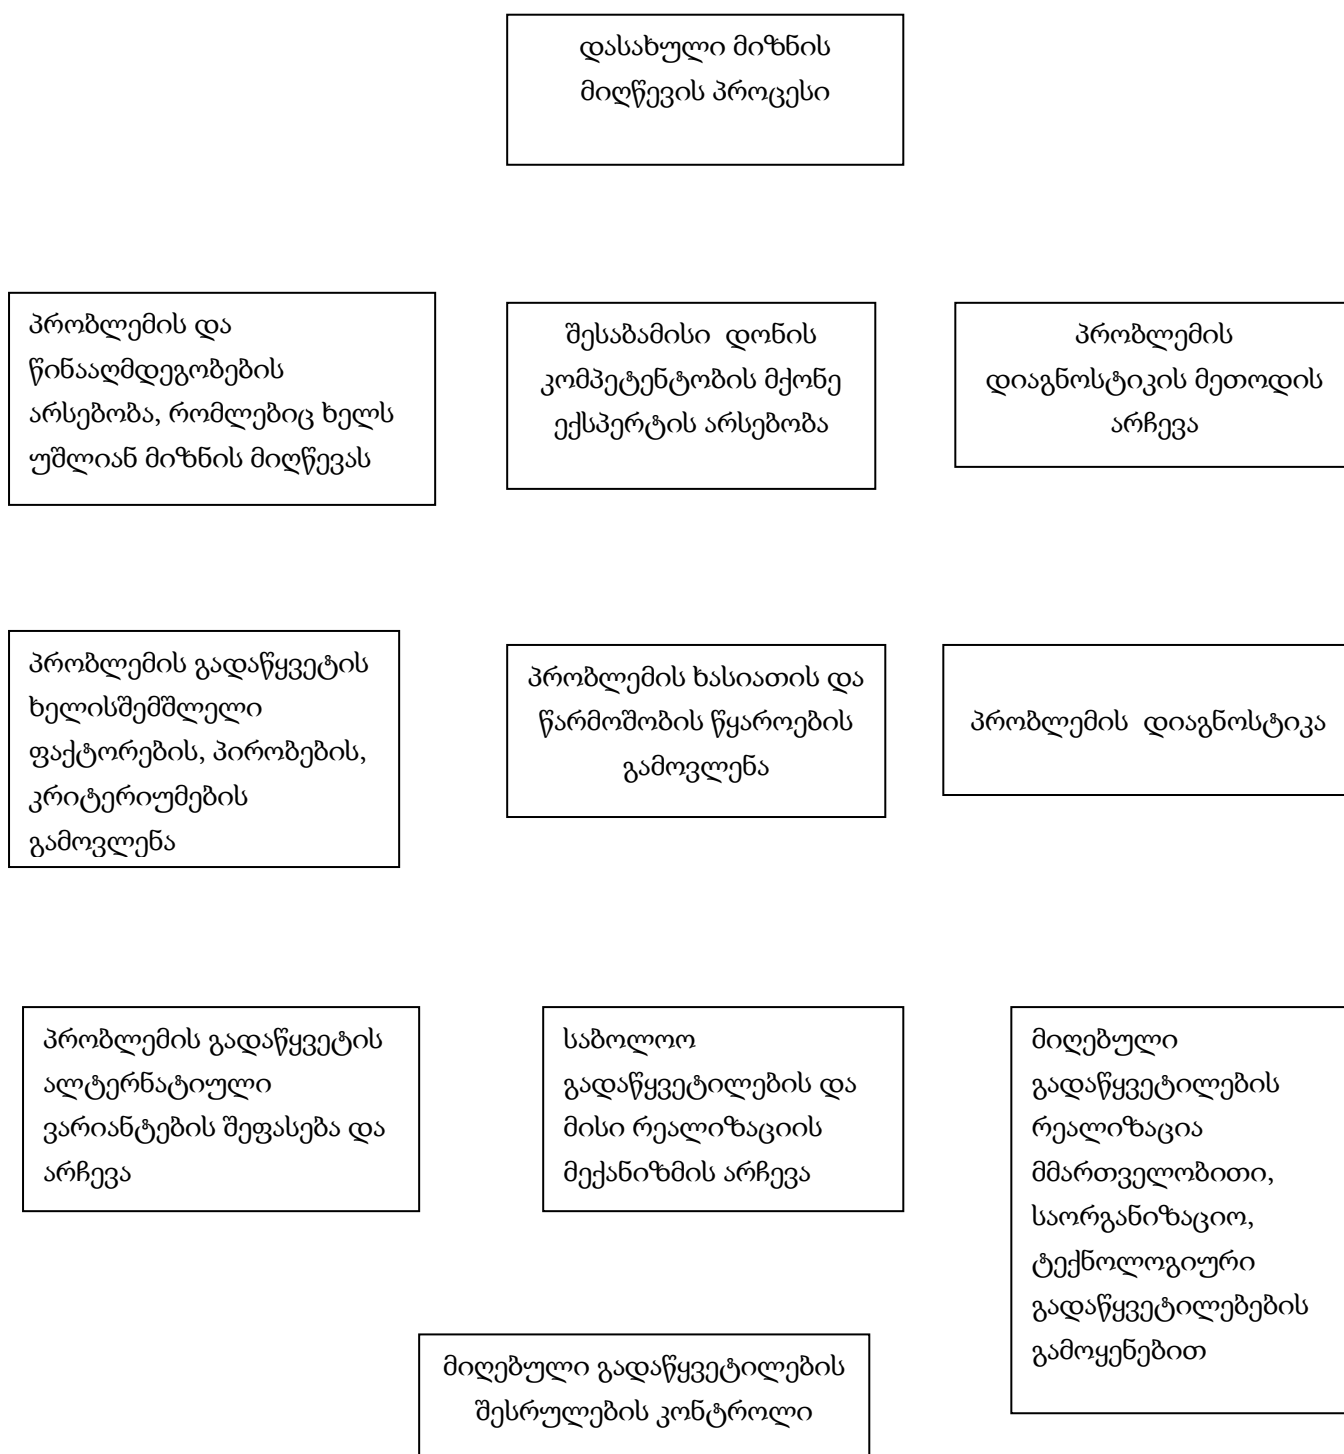 დასახული მიზნის
მიღწევის პროცესი
პრობლემის და
წინააღმდეგობების
არსებობა, რომლებიც ხელს
უშლიან მიზნის მიღწევას
შესაბამისი დონის
კომპეტენტობის მქონე
ექსპერტის არსებობა
პრობლემის
დიაგნოსტიკის მეთოდის
არჩევა
პრობლემის გადაწყვეტის
ხელისშემშლელი
ფაქტორების, პირობების,
კრიტერიუმების
გამოვლენა
პრობლემის ხასიათის და
წარმოშობის წყაროების
გამოვლენა
პრობლემის დიაგნოსტიკა
პრობლემის გადაწყვეტის
ალტერნატიული
ვარიანტების შეფასება და
არჩევა
საბოლოო
გადაწყვეტილების და
მისი რეალიზაციის
მექანიზმის არჩევა
მიღებული
გადაწყვეტილების
რეალიზაცია
მმართველობითი,
საორგანიზაციო,
ტექნოლოგიური
გადაწყვეტილებების
გამოყენებით
მიღებული გადაწყვეტილების
შესრულების კონტროლი